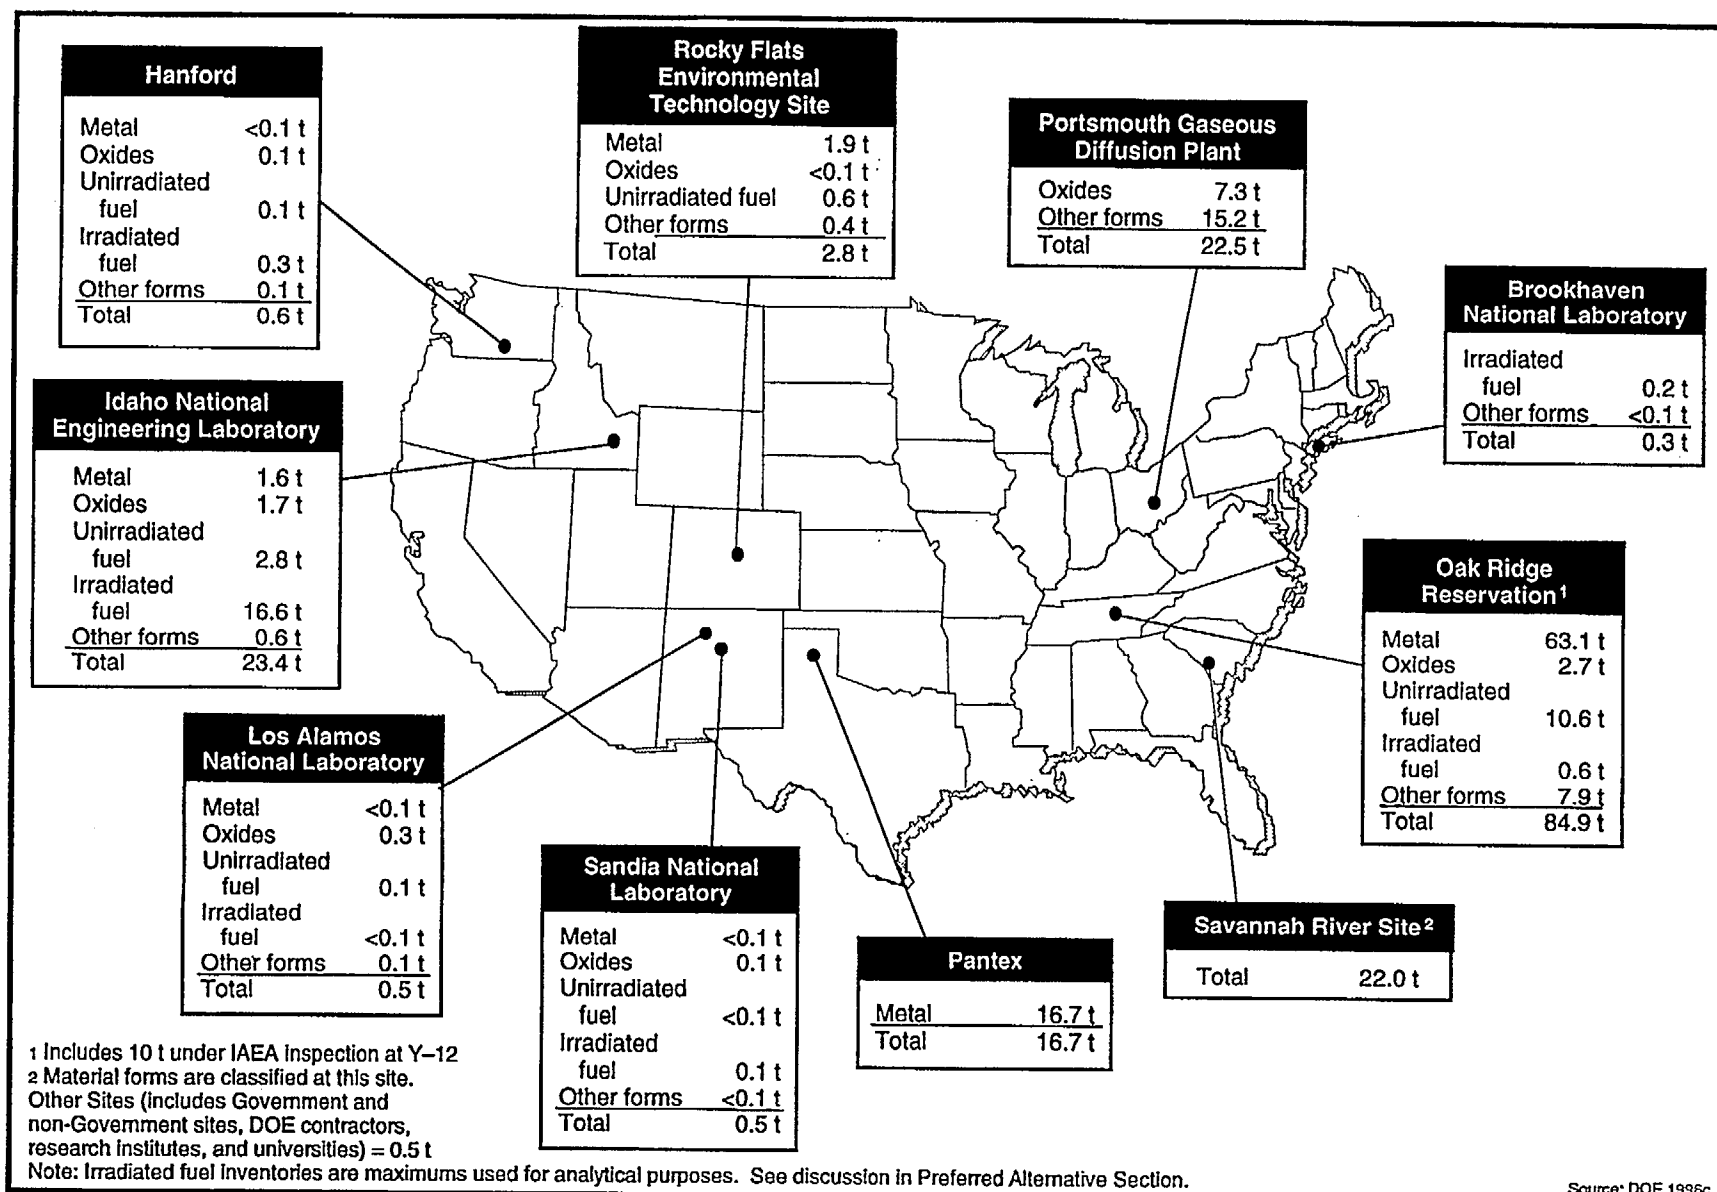 Hanford
Metal <0.1 t
Oxides 0.1 t
Unirradiated
fuel 0.1 t
Irradiated
fuel 0.3 t
Other forms 0.1 t
Total 0.6 t
Rocky Flats
Environmental
Technology Site
Metal 1.9 t
Oxides <0.1 t
Unirradiated fuel 0.6 t
Other forms 0.4 t
Total 2.8 t
Portsmouth Gaseous
Diffusion Plant
Oxides 7.3 t
Other forms 15.2 t
Total 22.5 t
Brookhaven
National Laboratory
Irradiated
fuel 0.2 t
Other forms <0.1 t
Total 0.3 t
Idaho National
Engineering Laboratory
Metal 1.6 t
Oxides 1.7 t
Unirradiated
fuel 2.8 t
Irradiated
fuel 16.6 t
Other forms 0.6 t
Total 23.4 t
Oak Ridge
Reservation1
Metal 63.1 t
Oxides 2.7 t
Unirradiated
fuel 10.6 t
Irradiated
fuel 0.6 t
Other forms 7.9 t
Total 84.9 t
Los Alamos
National Laboratory
Metal <0.1 t
Oxides 0.3 t
Unirradiated
fuel 0.1 t
Irradiated
fuel <0.1 t
Other forms 0.1 t
Total 0.5 t
Sandia National
Laboratory
Metal <0.1 t
Oxides 0.1 t
Unirradiated
fuel <0.1 t
Irradiated
fuel 0.1 t
Other forms <0.1 t
Total 0.5 t
Pantex
Metal 16.7 t
Total 16.7 t
Savannah River Site2
Total 22.0 t
1 Includes 10 t under IAEA inspection at Y–12
2 Material forms are classified at this site.
Other Sites (includes Government and
non-Government sites, DOE contractors,
research institutes, and universities) = 0.5 t
Note: Irradiated fuel inventories are maximums used for analytical purposes. See discussion in Preferred Alternative Section.
Source: DOE